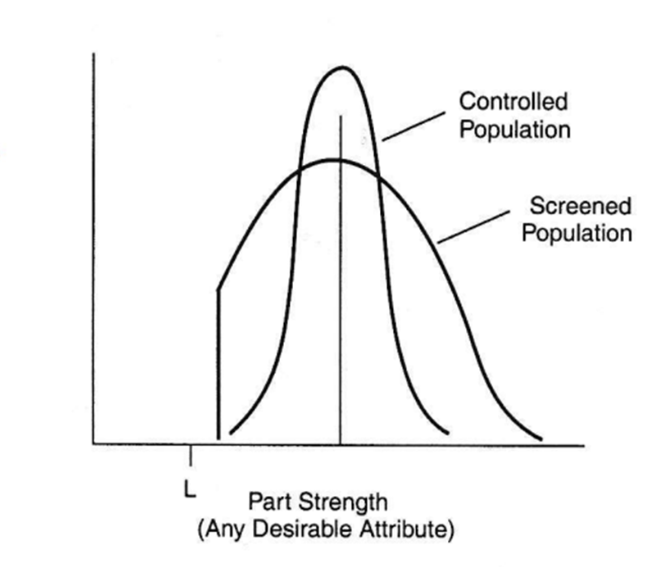 Controlled
Population
Screened
Population
L
Part Strength
(Any Desirable Attribute)